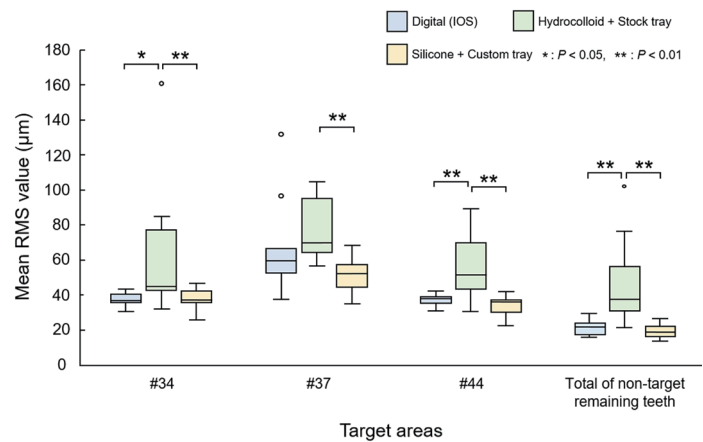 Digital (IOS) Hydrocolloid + Stock tray
Silicone + Custom tray *: P < 0.05, **: P < 0.01
Mean RMS value (μm)
180
160
140
120
100
80
60
40
20
0
* **
**
** **
** **
#34 #37 #44 Total of non-target
remaining teeth
Target areas